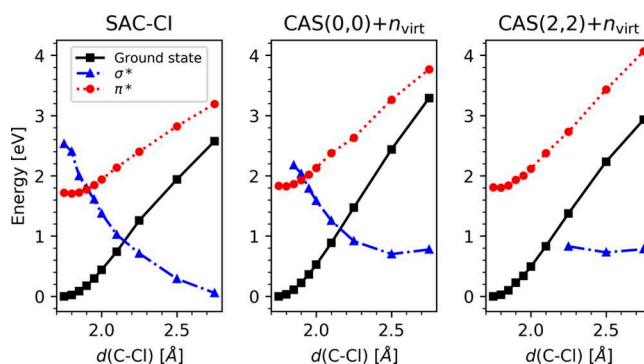 SAC-CI
CAS(0,0)+n_virt
CAS(2,2)+n_virt
Energy [eV]
4
3
2
1
0
Ground state
σ*
π*
2.0
2.5
d(C-Cl) [Å]
4
3
2
1
0
2.0
2.5
d(C-Cl) [Å]
4
3
2
1
0
2.0
2.5
d(C-Cl) [Å]